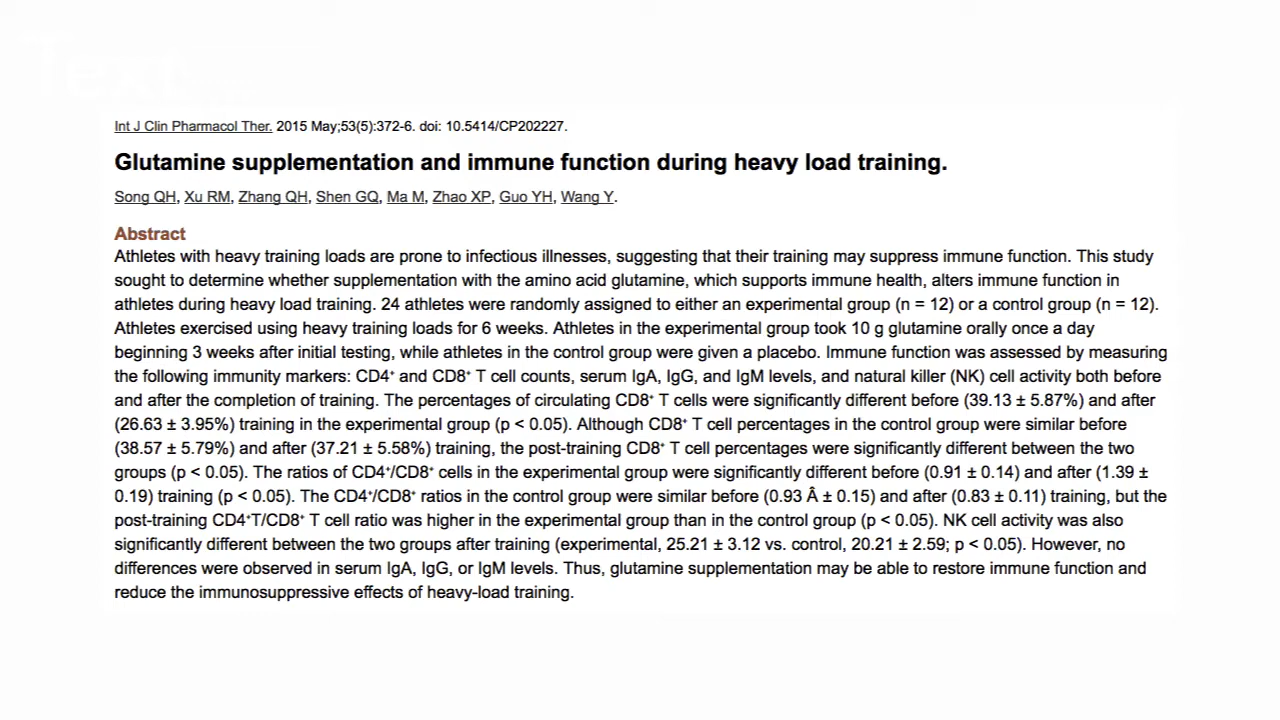 Text
Int J Clin Pharmacol Ther. 2015 May;53(5):372-6. doi: 10.5414/CP202227.
Glutamine supplementation and immune function during heavy load training.
Song QH, Xu RM, Zhang QH, Shen GQ, Ma M, Zhao XP, Guo YH, Wang Y.
Abstract
Athletes with heavy training loads are prone to infectious illnesses, suggesting that their training may suppress immune function. This study
sought to determine whether supplementation with the amino acid glutamine, which supports immune health, alters immune function in
athletes during heavy load training. 24 athletes were randomly assigned to either an experimental group (n = 12) or a control group (n = 12).
Athletes exercised using heavy training loads for 6 weeks. Athletes in the experimental group took 10 g glutamine orally once a day
beginning 3 weeks after initial testing, while athletes in the control group were given a placebo. Immune function was assessed by measuring
the following immunity markers: CD4⁺ and CD8⁺ T cell counts, serum IgA, IgG, and IgM levels, and natural killer (NK) cell activity both before
and after the completion of training. The percentages of circulating CD8⁺ T cells were significantly different before (39.13 ± 5.87%) and after
(26.63 ± 3.95%) training in the experimental group (p < 0.05). Although CD8⁺ T cell percentages in the control group were similar before
(38.57 ± 5.79%) and after (37.21 ± 5.58%) training, the post-training CD8⁺ T cell percentages were significantly different between the two
groups (p < 0.05). The ratios of CD4⁺/CD8⁺ cells in the experimental group were significantly different before (0.91 ± 0.14) and after (1.39 ±
0.19) training (p < 0.05). The CD4⁺/CD8⁺ ratios in the control group were similar before (0.93 Â ± 0.15) and after (0.83 ± 0.11) training, but the
post-training CD4⁺T/CD8⁺ T cell ratio was higher in the experimental group than in the control group (p < 0.05). NK cell activity was also
significantly different between the two groups after training (experimental, 25.21 ± 3.12 vs. control, 20.21 ± 2.59; p < 0.05). However, no
differences were observed in serum IgA, IgG, or IgM levels. Thus, glutamine supplementation may be able to restore immune function and
reduce the immunosuppressive effects of heavy-load training.